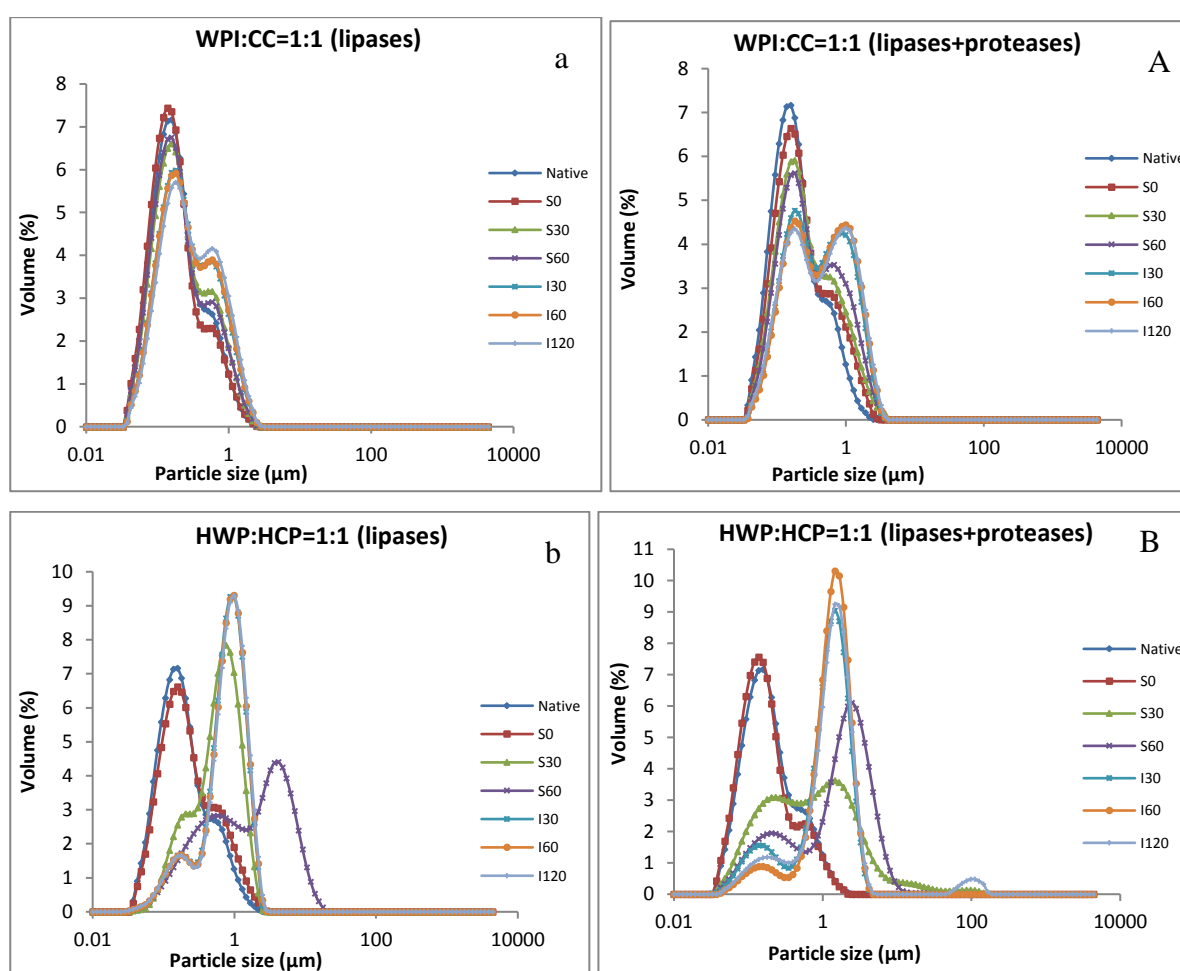 WPI:CC=1:1 (lipases)
a
8
7
6
5
4
3
2
1
0
Volume (%)
0.01
1
100
10000
Particle size (µm)
Native
S0
S30
S60
I30
I60
I120
WPI:CC=1:1 (lipases+proteases)
A
8
7
6
5
4
3
2
1
0
Volume (%)
0.01
1
100
10000
Particle size (µm)
Native
S0
S30
S60
I30
I60
I120
HWP:HCP=1:1 (lipases)
b
10
9
8
7
6
5
4
3
2
1
0
Volume (%)
0.01
1
100
10000
Particle size (µm)
Native
S0
S30
S60
I30
I60
I120
HWP:HCP=1:1 (lipases+proteases)
B
11
10
9
8
7
6
5
4
3
2
1
0
Volume (%)
0.01
1
100
10000
Particle size (µm)
Native
S0
S30
S60
I30
I60
I120